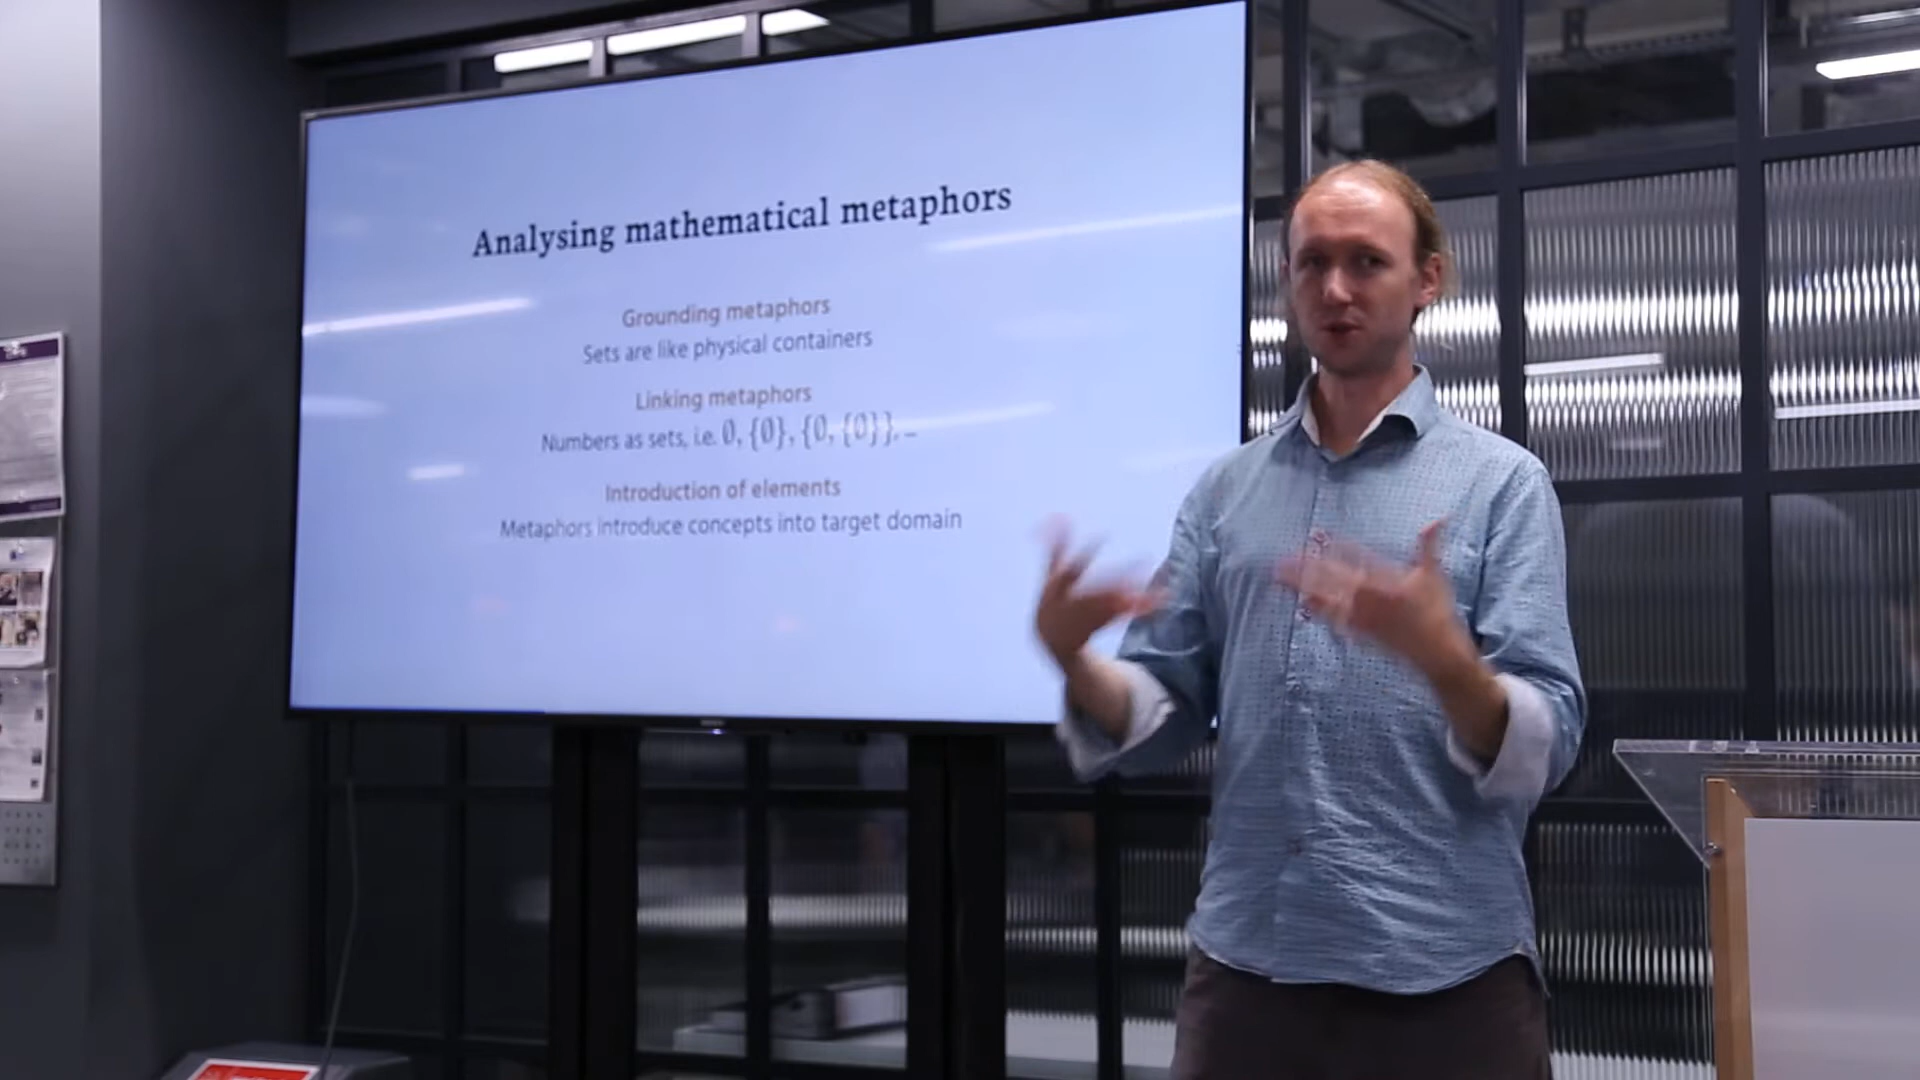 Analysing mathematical metaphors
Grounding metaphors
Sets are like physical containers
Linking metaphors
Numbers as sets, i.e. ∅, {∅}, {∅, {∅}}, …
Introduction of elements
Metaphors introduce concepts into target domain